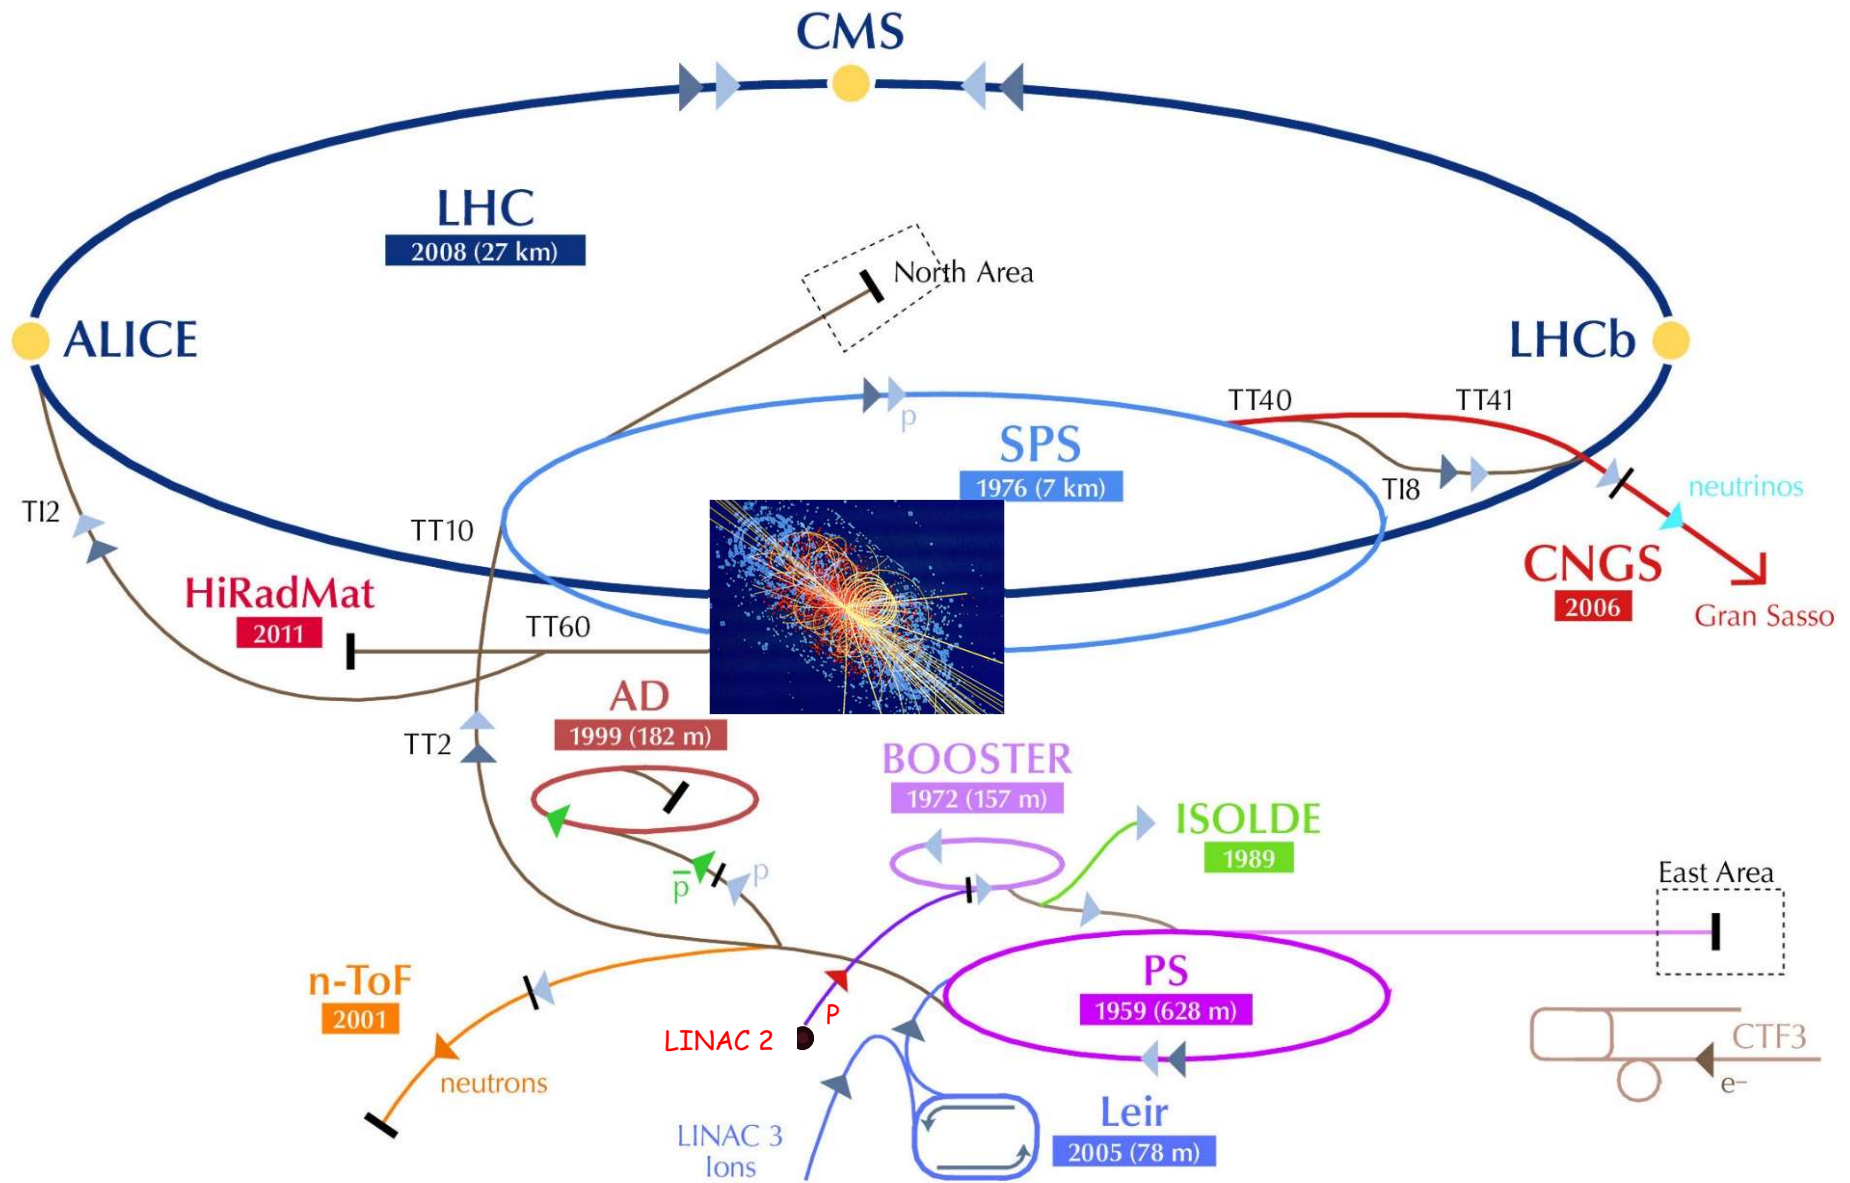 CMS
LHC
2008 (27 km)
North Area
ALICE
LHCb
TT40
TT41
p
SPS
1976 (7 km)
TI8
neutrinos
TI2
TT10
CNGS
2006
Gran Sasso
HiRadMat
2011
TT60
AD
1999 (182 m)
TT2
BOOSTER
1972 (157 m)
ISOLDE
1989
p̅
p
East Area
n-ToF
2001
PS
1959 (628 m)
P
LINAC 2
CTF3
e−
neutrons
LINAC 3
Ions
Leir
2005 (78 m)